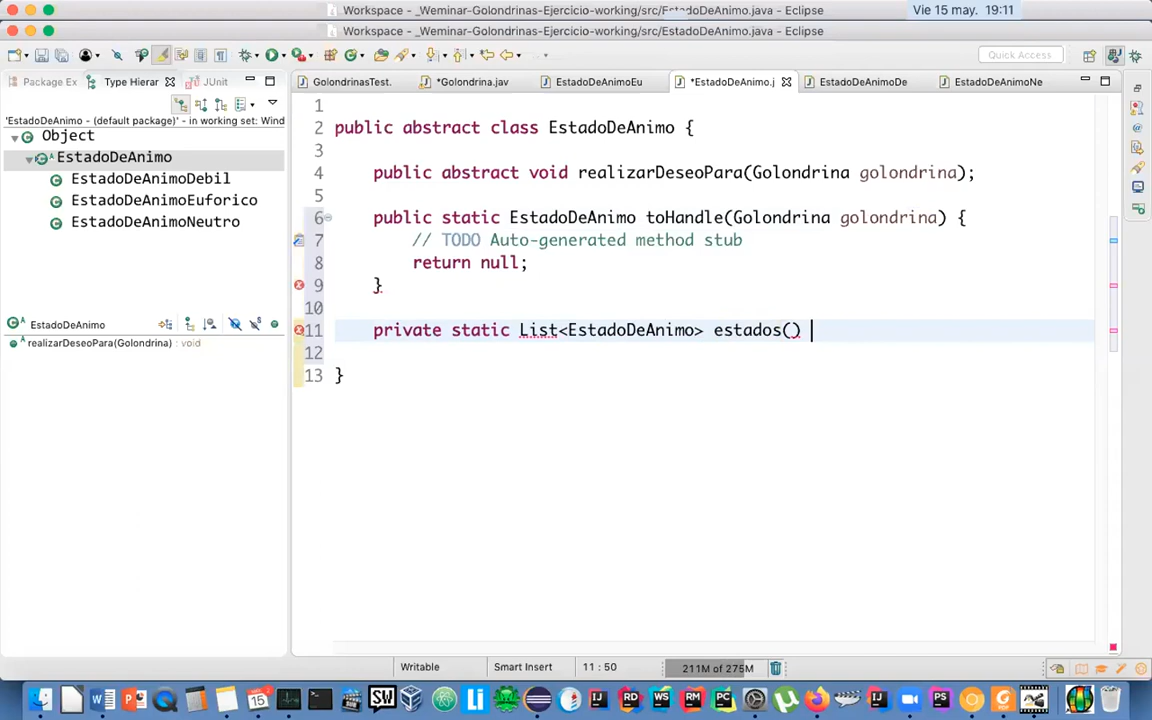 Workspace - _Weminar-Golondrinas-Ejercicio-working/src/EstadoDeAnimo.java - Eclipse
Vie 15 may. 19:11
Workspace - _Weminar-Golondrinas-Ejercicio-working/src/EstadoDeAnimo.java - Eclipse
Quick Access
Package Ex
Type Hierar
JUnit
GolondrinasTest.
*Golondrina.jav
EstadoDeAnimoEu
*EstadoDeAnimo.j
EstadoDeAnimoDe
EstadoDeAnimoNe
'EstadoDeAnimo - (default package)' - in working set: Wind
Object
EstadoDeAnimo
EstadoDeAnimoDebil
EstadoDeAnimoEuforico
EstadoDeAnimoNeutro
EstadoDeAnimo
realizarDeseoPara(Golondrina) : void
1
2 public abstract class EstadoDeAnimo {
3
4 public abstract void realizarDeseoPara(Golondrina golondrina);
5
6 public static EstadoDeAnimo toHandle(Golondrina golondrina) {
7 // TODO Auto-generated method stub
8 return null;
9 }
10
11 private static List<EstadoDeAnimo> estados()
12
13 }
Writable
Smart Insert
11 : 50
211M of 275M